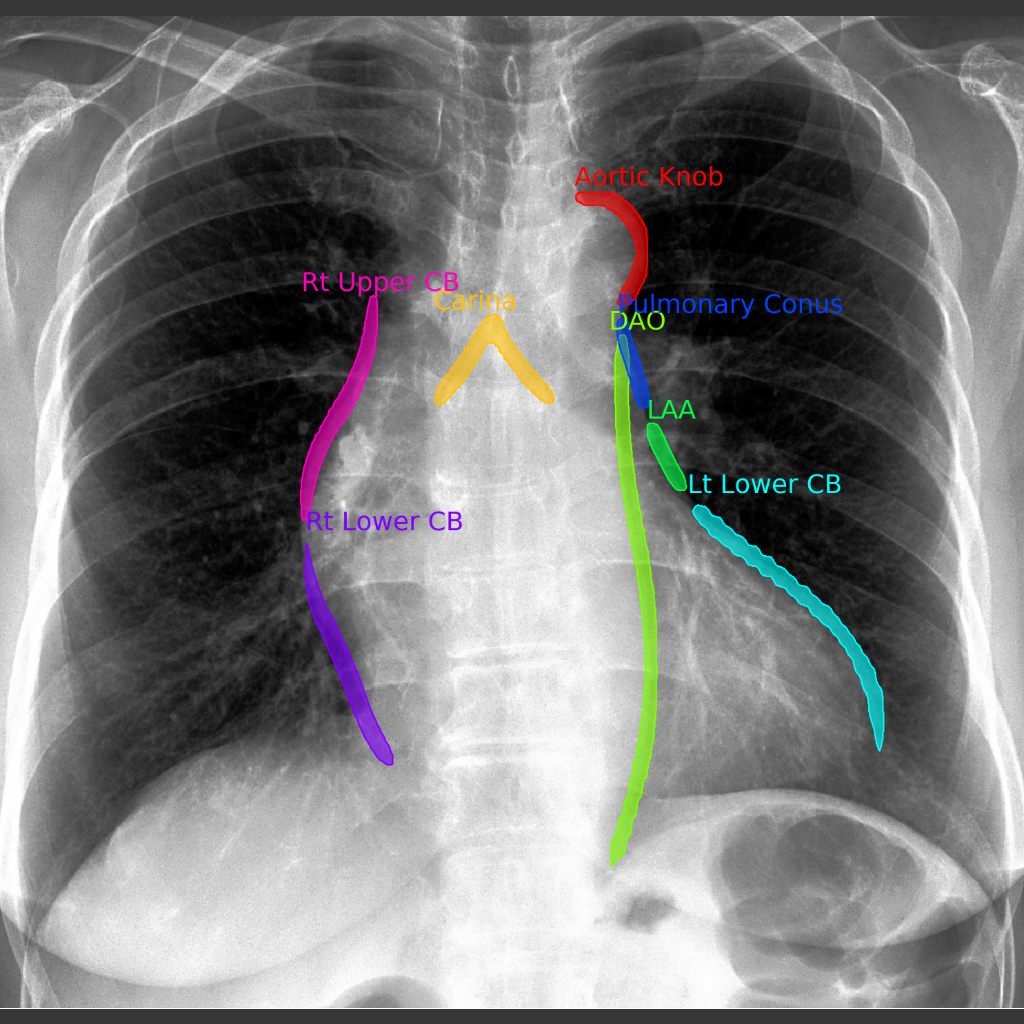 Aortic Knob
Rt Upper CB
Carina
Pulmonary Conus
DAO
LAA
Lt Lower CB
Rt Lower CB